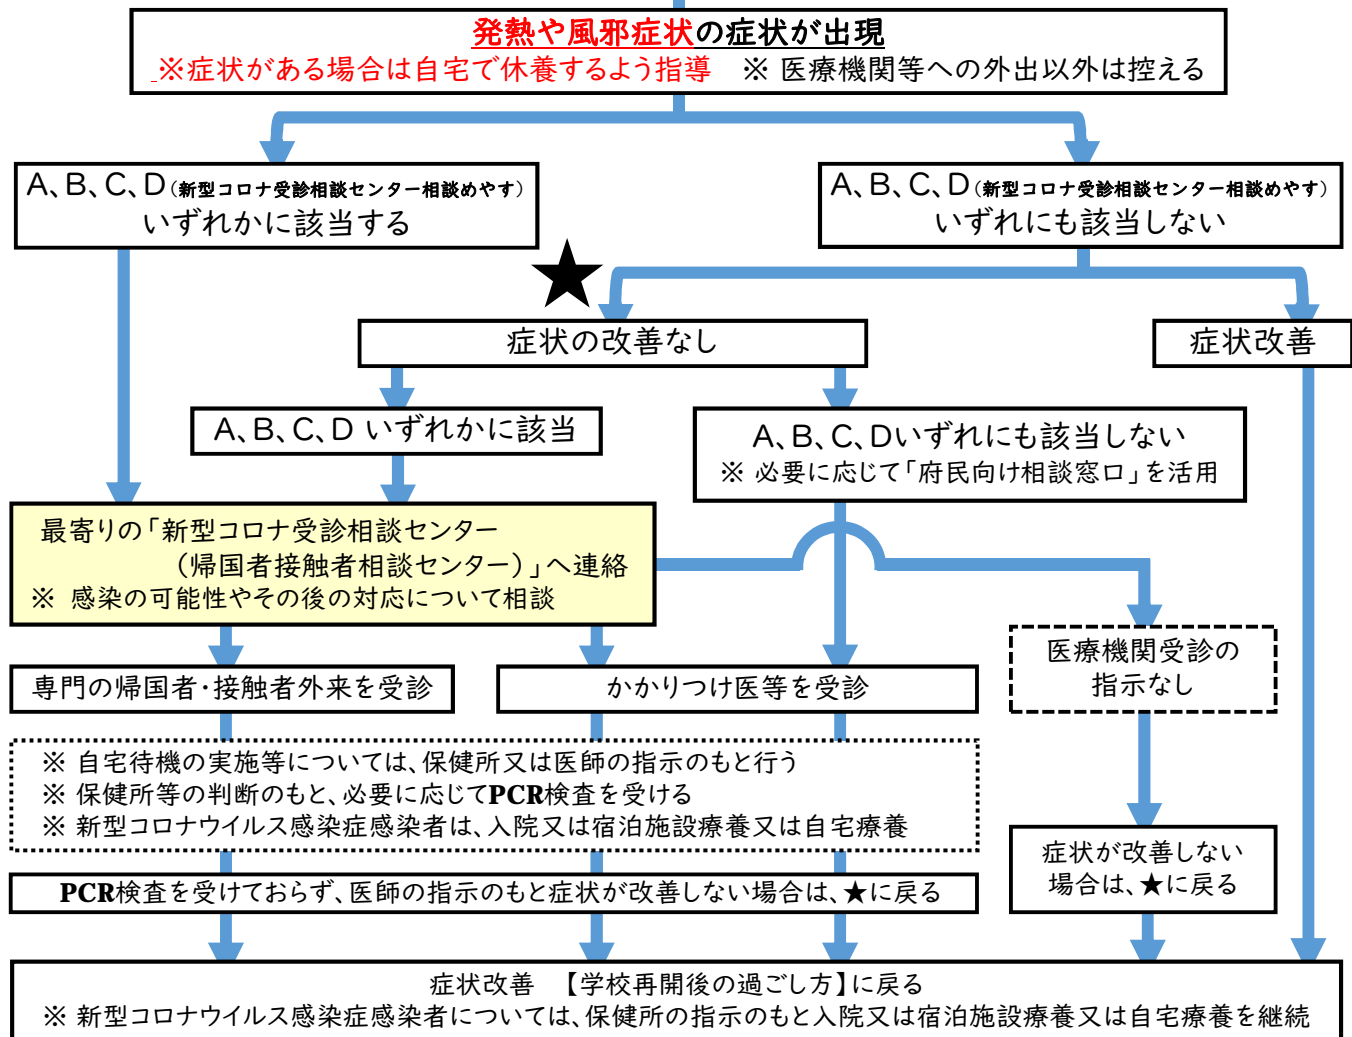 発熱や風邪症状の症状が出現
※症状がある場合は自宅で休養するよう指導　※ 医療機関等への外出以外は控える
A、B、C、D(新型コロナ受診相談センター相談めやす)
いずれかに該当する
A、B、C、D(新型コロナ受診相談センター相談めやす)
いずれにも該当しない
★
症状の改善なし
症状改善
A、B、C、D いずれかに該当
A、B、C、Dいずれにも該当しない
※ 必要に応じて「府民向け相談窓口」を活用
最寄りの「新型コロナ受診相談センター
(帰国者接触者相談センター)」へ連絡
※ 感染の可能性やその後の対応について相談
医療機関受診の
指示なし
専門の帰国者・接触者外来を受診
かかりつけ医等を受診
※ 自宅待機の実施等については、保健所又は医師の指示のもと行う
※ 保健所等の判断のもと、必要に応じてPCR検査を受ける
※ 新型コロナウイルス感染症感染者は、入院又は宿泊施設療養又は自宅療養
症状が改善しない
場合は、★に戻る
PCR検査を受けておらず、医師の指示のもと症状が改善しない場合は、★に戻る
症状改善　【学校再開後の過ごし方】に戻る
※ 新型コロナウイルス感染症感染者については、保健所の指示のもと入院又は宿泊施設療養又は自宅療養を継続